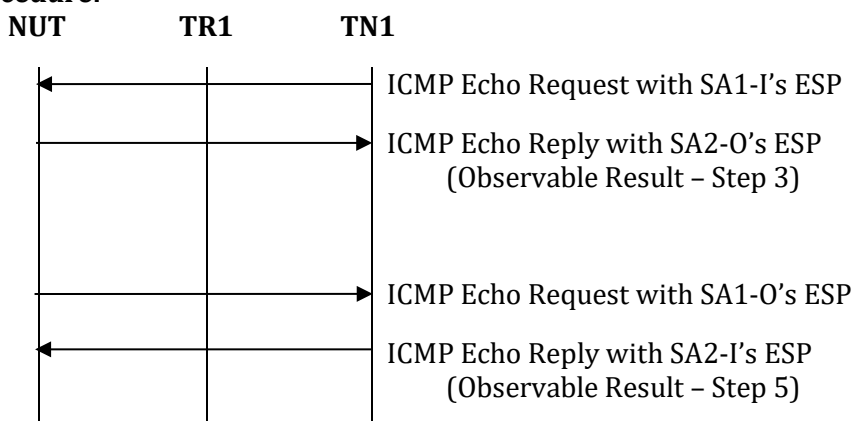 NUT TR1 TN1
ICMP Echo Request with SA1-I's ESP
ICMP Echo Reply with SA2-O's ESP
(Observable Result – Step 3)
ICMP Echo Request with SA1-O's ESP
ICMP Echo Reply with SA2-I's ESP
(Observable Result – Step 5)